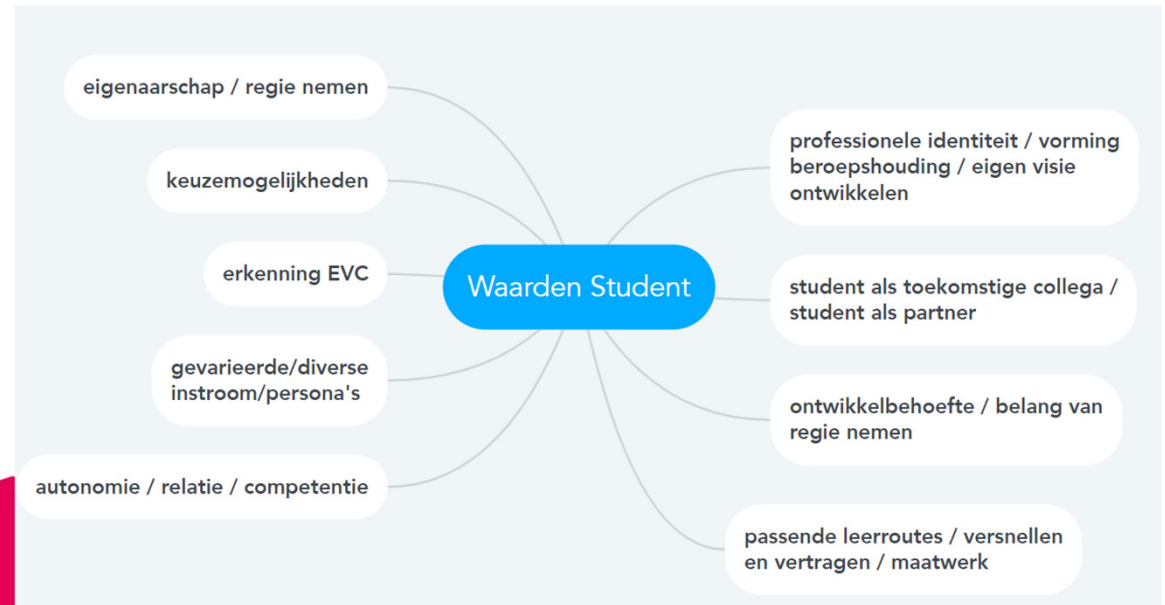 eigenaarschap / regie nemen
keuzemogelijkheden
erkenning EVC
gevarieerde/diverse
instroom/persona's
autonomie / relatie / competentie
Waarden Student
professionele identiteit / vorming
beroepshouding / eigen visie
ontwikkelen
student als toekomstige collega /
student als partner
ontwikkelbehoefte / belang van
regie nemen
passende leerroutes / versnellen
en vertragen / maatwerk